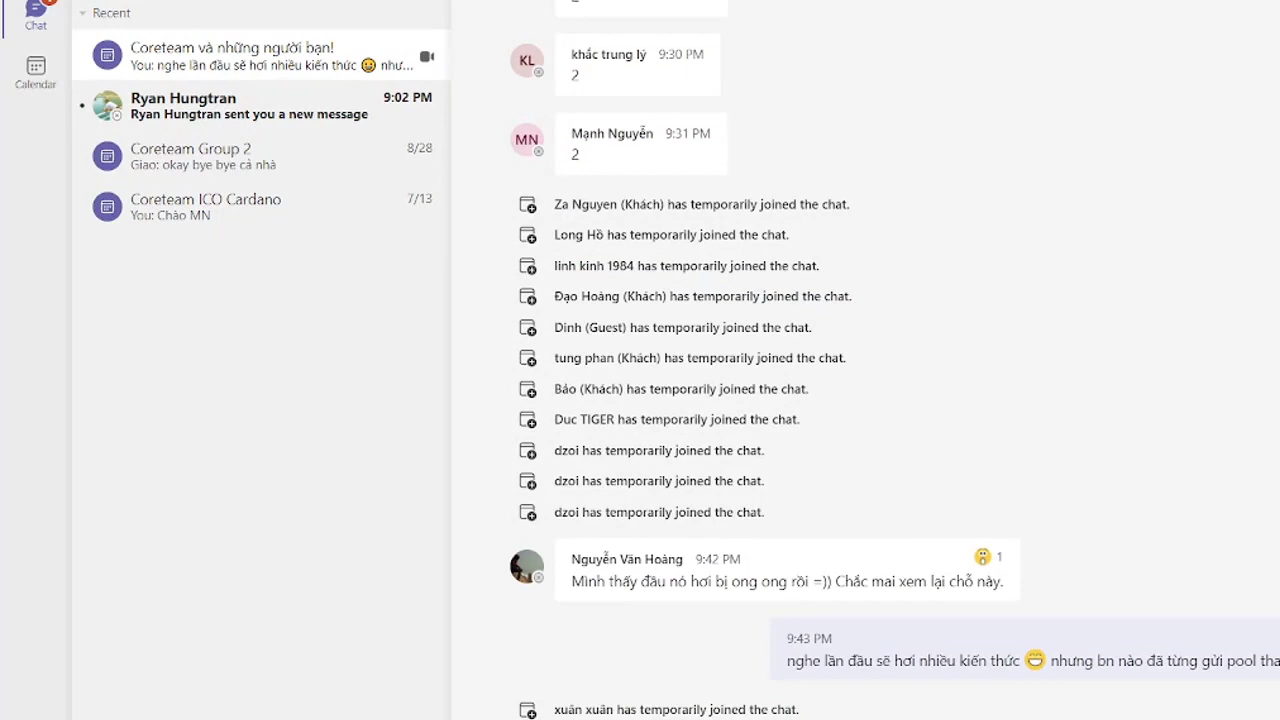 Chat
Calendar
Recent
Coreteam và những người bạn!
You: nghe lần đầu sẽ hơi nhiều kiến thức 😀 như...
Ryan Hungtran 9:02 PM
Ryan Hungtran sent you a new message
Coreteam Group 2 8/28
Giao: okay bye bye cả nhà
Coreteam ICO Cardano 7/13
You: Chào MN
KL khắc trung lý 9:30 PM
2
MN Mạnh Nguyễn 9:31 PM
2
Za Nguyen (Khách) has temporarily joined the chat.
Long Hồ has temporarily joined the chat.
linh kinh 1984 has temporarily joined the chat.
Đạo Hoàng (Khách) has temporarily joined the chat.
Dinh (Guest) has temporarily joined the chat.
tung phan (Khách) has temporarily joined the chat.
Bảo (Khách) has temporarily joined the chat.
Duc TIGER has temporarily joined the chat.
dzoi has temporarily joined the chat.
dzoi has temporarily joined the chat.
dzoi has temporarily joined the chat.
Nguyễn Văn Hoàng 9:42 PM 1
Mình thấy đầu nó hơi bị ong ong rồi =)) Chắc mai xem lại chỗ này.
9:43 PM
nghe lần đầu sẽ hơi nhiều kiến thức 😁 nhưng bn nào đã từng gửi pool tha
xuân xuân has temporarily joined the chat.